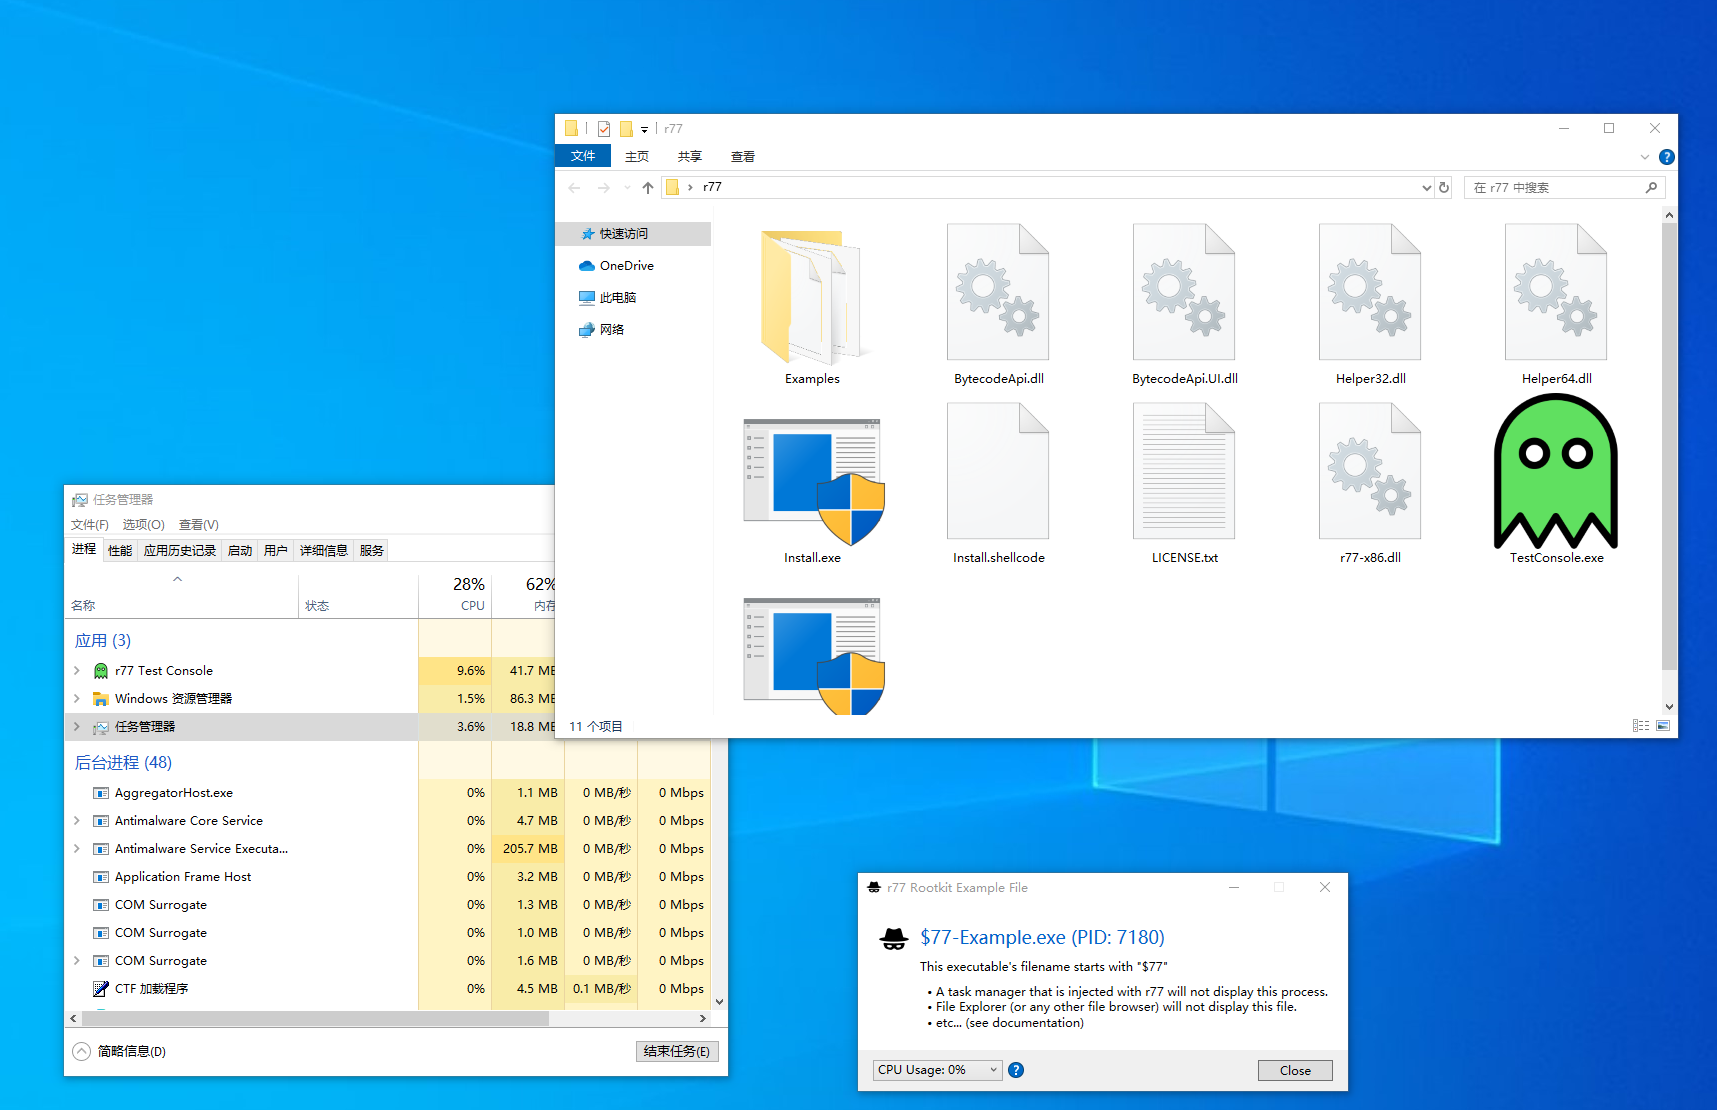 r77
文件 主页 共享 查看
r77
在 r77 中搜索
快速访问
OneDrive
此电脑
网络
Examples
BytecodeApi.dll
BytecodeApi.UI.dll
Helper32.dll
Helper64.dll
Install.exe
Install.shellcode
LICENSE.txt
r77-x86.dll
TestConsole.exe
11 个项目
任务管理器
文件(F) 选项(O) 查看(V)
进程 性能 应用历史记录 启动 用户 详细信息 服务
28% 62%
名称 状态 CPU 内存
应用 (3)
r77 Test Console 9.6% 41.7 MB
Windows 资源管理器 1.5% 86.3 MB
任务管理器 3.6% 18.8 MB
后台进程 (48)
AggregatorHost.exe 0% 1.1 MB 0 MB/秒 0 Mbps
Antimalware Core Service 0% 4.7 MB 0 MB/秒 0 Mbps
Antimalware Service Executa... 0% 205.7 MB 0 MB/秒 0 Mbps
Application Frame Host 0% 3.2 MB 0 MB/秒 0 Mbps
COM Surrogate 0% 1.3 MB 0 MB/秒 0 Mbps
COM Surrogate 0% 1.0 MB 0 MB/秒 0 Mbps
COM Surrogate 0% 1.6 MB 0 MB/秒 0 Mbps
CTF 加载程序 0% 4.5 MB 0.1 MB/秒 0 Mbps
简略信息(D)
结束任务(E)
r77 Rootkit Example File
$77-Example.exe (PID: 7180)
This executable's filename starts with "$77"
• A task manager that is injected with r77 will not display this process.
• File Explorer (or any other file browser) will not display this file.
• etc... (see documentation)
CPU Usage: 0%
?
Close